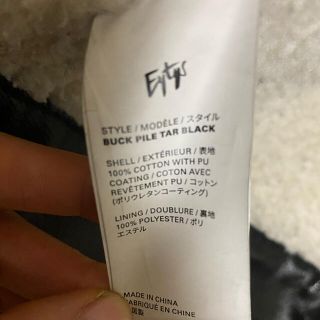 Eytys
STYLE / MODÈLE / スタイル
BUCK PILE TAR BLACK
SHELL / EXTÉRIEUR / 表地
100% COTTON WITH PU
COATING / COTON AVEC
REVÊTEMENT PU / コットン
(ポリウレタンコーティング)
LINING / DOUBLURE / 裏地
100% POLYESTER / ポリ
エステル
MADE IN CHINA
FABRIQUÉ EN CHINE
国製